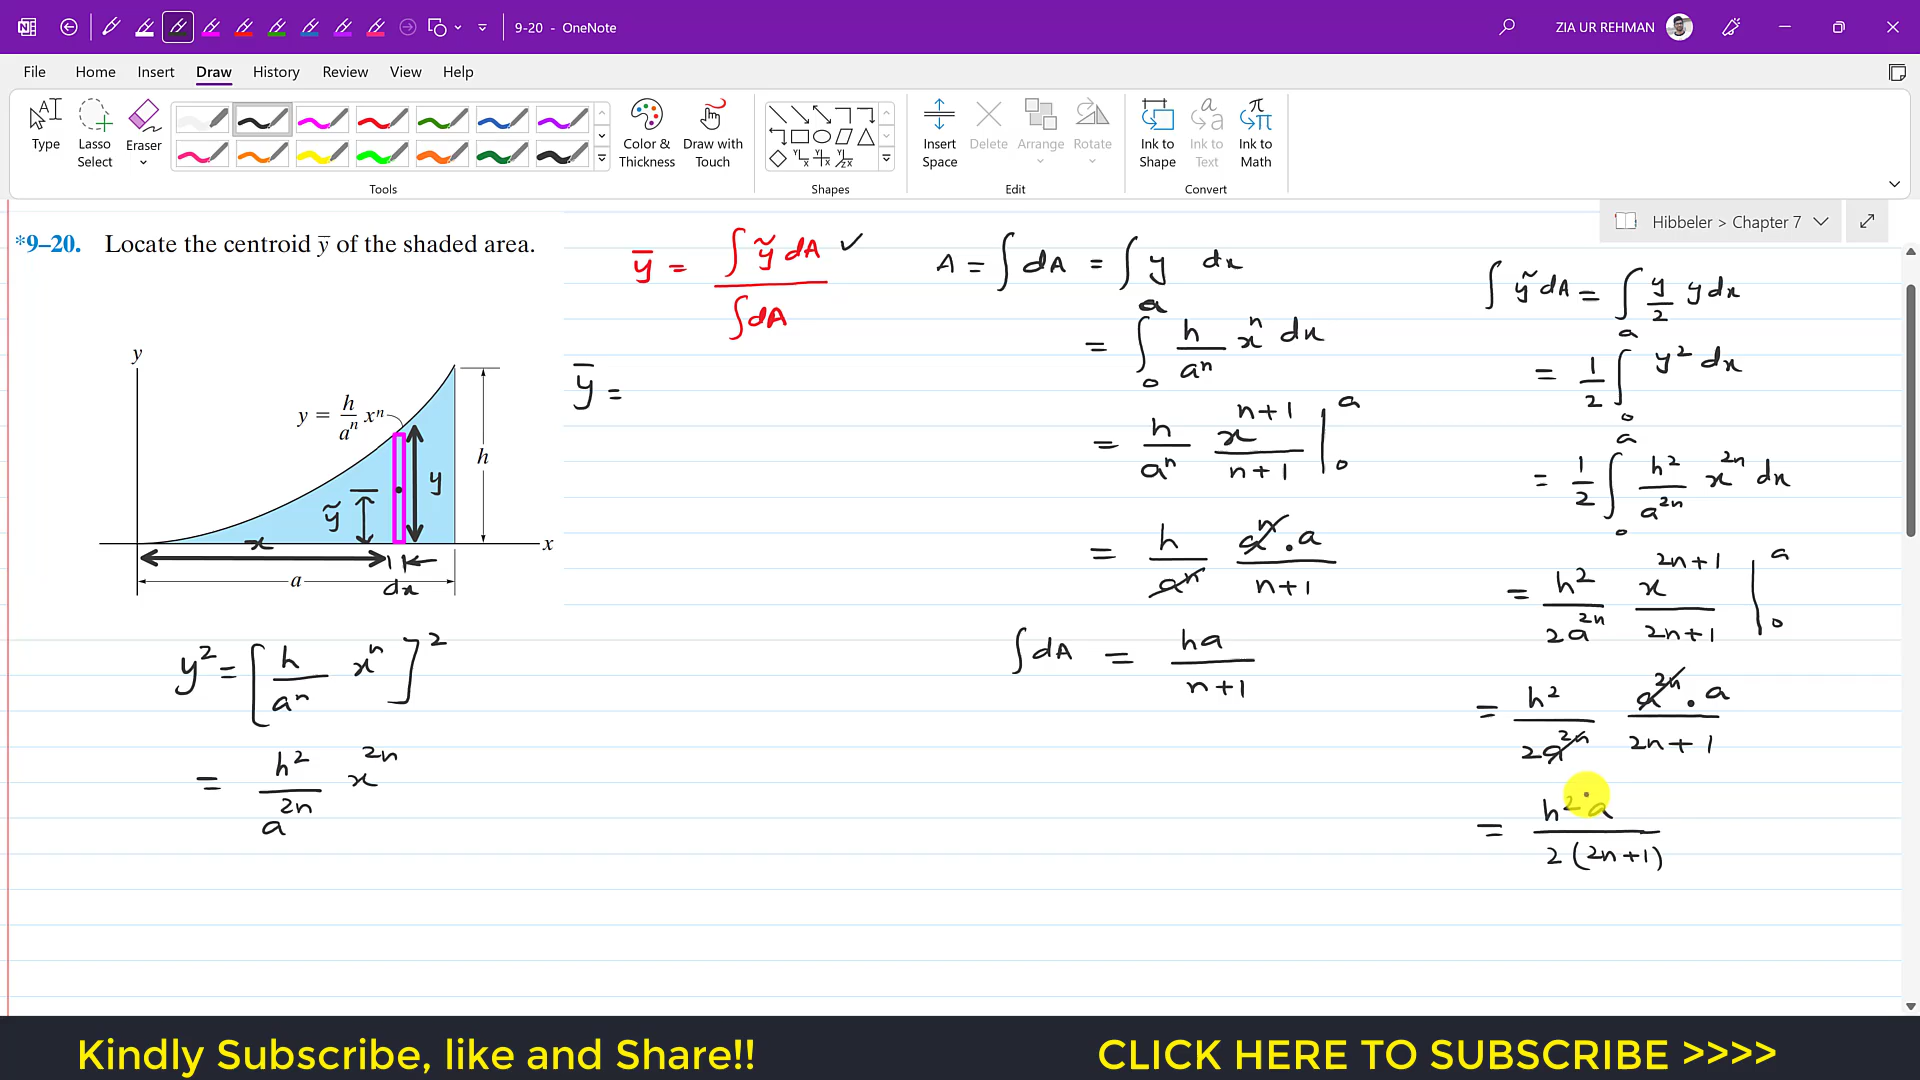 9-20 - OneNote
ZIA UR REHMAN
File Home Insert Draw History Review View Help
Type
Lasso Select
Eraser
Color & Thickness
Draw with Touch
Insert Space
Delete
Arrange
Rotate
Ink to Shape
Ink to Text
Ink to Math
Tools
Shapes
Edit
Convert
Hibbeler > Chapter 7
*9–20. Locate the centroid ȳ of the shaded area.
y
y = h/aⁿ xⁿ
h
y
ỹ
x
x
a
dx
y² = [h/aⁿ xⁿ]²
= h²/a²ⁿ x²ⁿ
ȳ = ∫ỹ dA / ∫dA ✓
ȳ =
A = ∫dA = ∫ y dx
= ∫₀ᵃ h/aⁿ xⁿ dx
= h/aⁿ xⁿ⁺¹/n+1 |₀ᵃ
= h/aⁿ aⁿ.a/n+1
∫dA = ha/n+1
∫ỹ dA = ∫ y/2 y dx
= 1/2 ∫₀ᵃ y² dx
= 1/2 ∫₀ᵃ h²/a²ⁿ x²ⁿ dx
= h²/2a²ⁿ x²ⁿ⁺¹/2n+1 |₀ᵃ
= h²/2a²ⁿ a²ⁿ.a/2n+1
= h²a/2(2n+1)
Kindly Subscribe, like and Share!!
CLICK HERE TO SUBSCRIBE >>>>